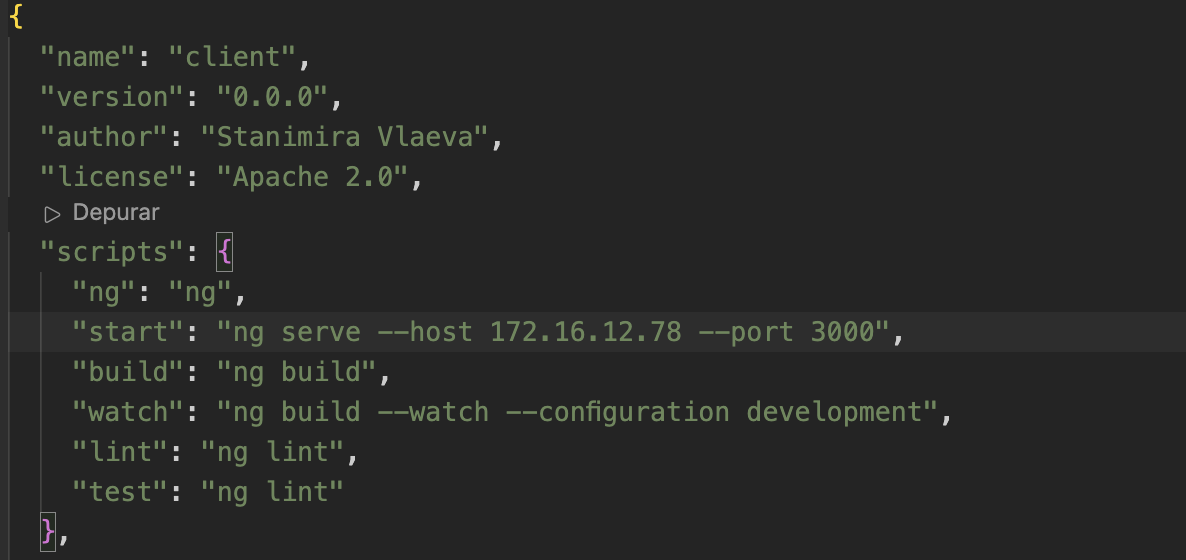 {
"name": "client",
"version": "0.0.0",
"author": "Stanimira Vlaeva",
"license": "Apache 2.0",
Depurar
"scripts": {
"ng": "ng",
"start": "ng serve --host 172.16.12.78 --port 3000",
"build": "ng build",
"watch": "ng build --watch --configuration development",
"lint": "ng lint",
"test": "ng lint"
},